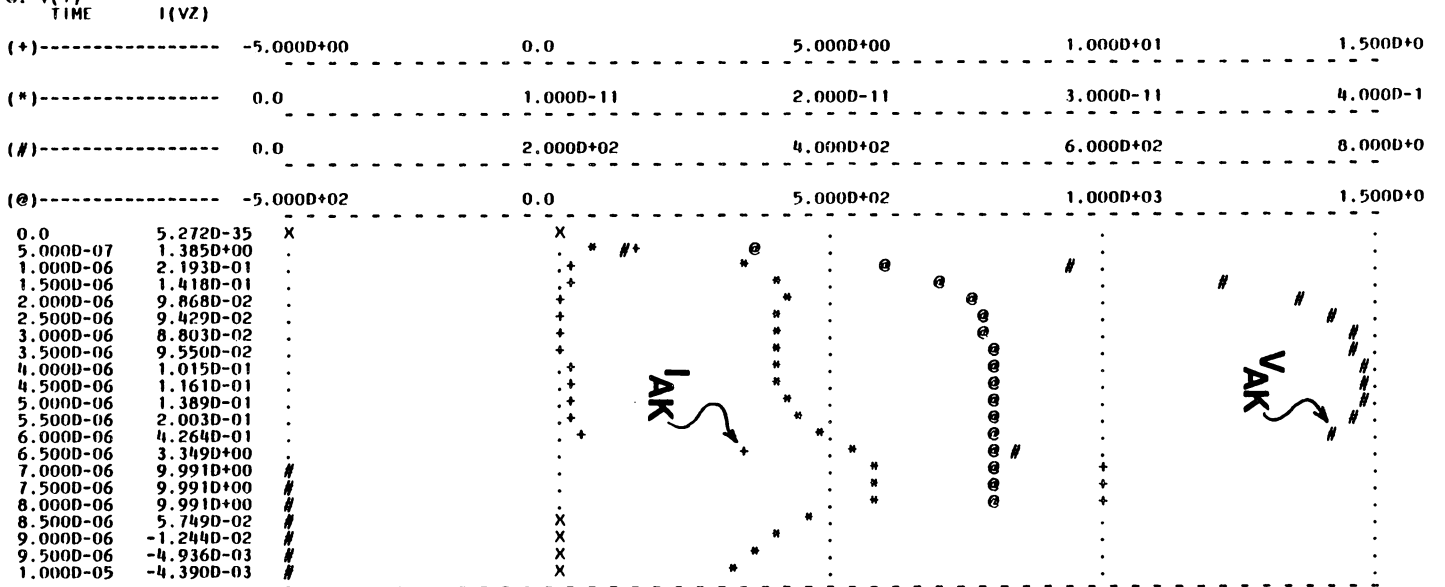 TIME I(VZ)
(+)----------------- -5.000D+00 0.0 5.000D+00 1.000D+01 1.500D+0
(*)----------------- 0.0 1.000D-11 2.000D-11 3.000D-11 4.000D-1
(#)----------------- 0.0 2.000D+02 4.000D+02 6.000D+02 8.000D+0
(@)----------------- -5.000D+02 0.0 5.000D+02 1.000D+03 1.500D+0
0.0 5.272D-35
5.000D-07 1.385D+00
1.000D-06 2.193D-01
1.500D-06 1.418D-01
2.000D-06 9.868D-02
2.500D-06 9.429D-02
3.000D-06 8.803D-02
3.500D-06 9.550D-02
4.000D-06 1.015D-01
4.500D-06 1.161D-01
5.000D-06 1.389D-01
5.500D-06 2.003D-01
6.000D-06 4.264D-01
6.500D-06 3.349D+00
7.000D-06 9.991D+00
7.500D-06 9.991D+00
8.000D-06 9.991D+00
8.500D-06 5.749D-02
9.000D-06 -1.244D-02
9.500D-06 -4.936D-03
1.000D-05 -4.390D-03
IAK
VAK